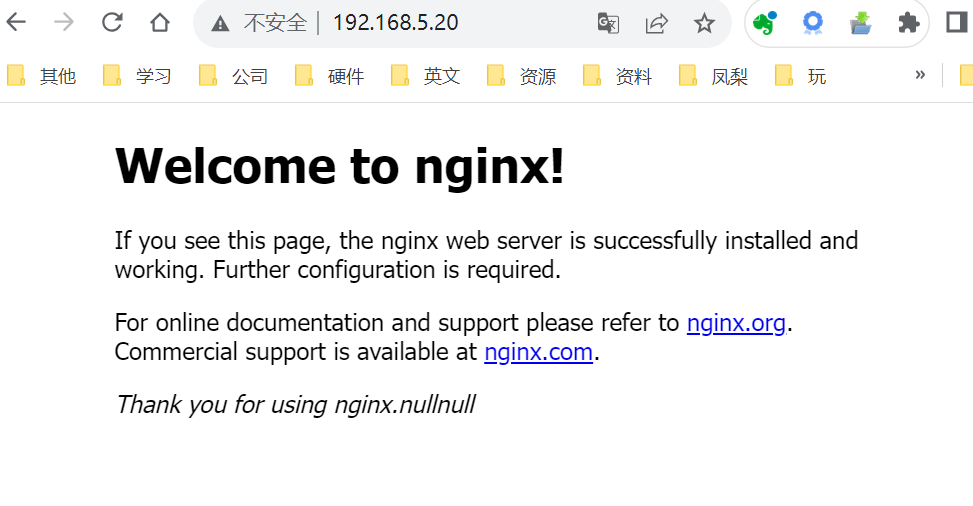 不安全 192.168.5.20
其他 学习 公司 硬件 英文 资源 资料 凤梨 玩 »
Welcome to nginx!
If you see this page, the nginx web server is successfully installed and
working. Further configuration is required.
For online documentation and support please refer to nginx.org.
Commercial support is available at nginx.com.
Thank you for using nginx.nullnull